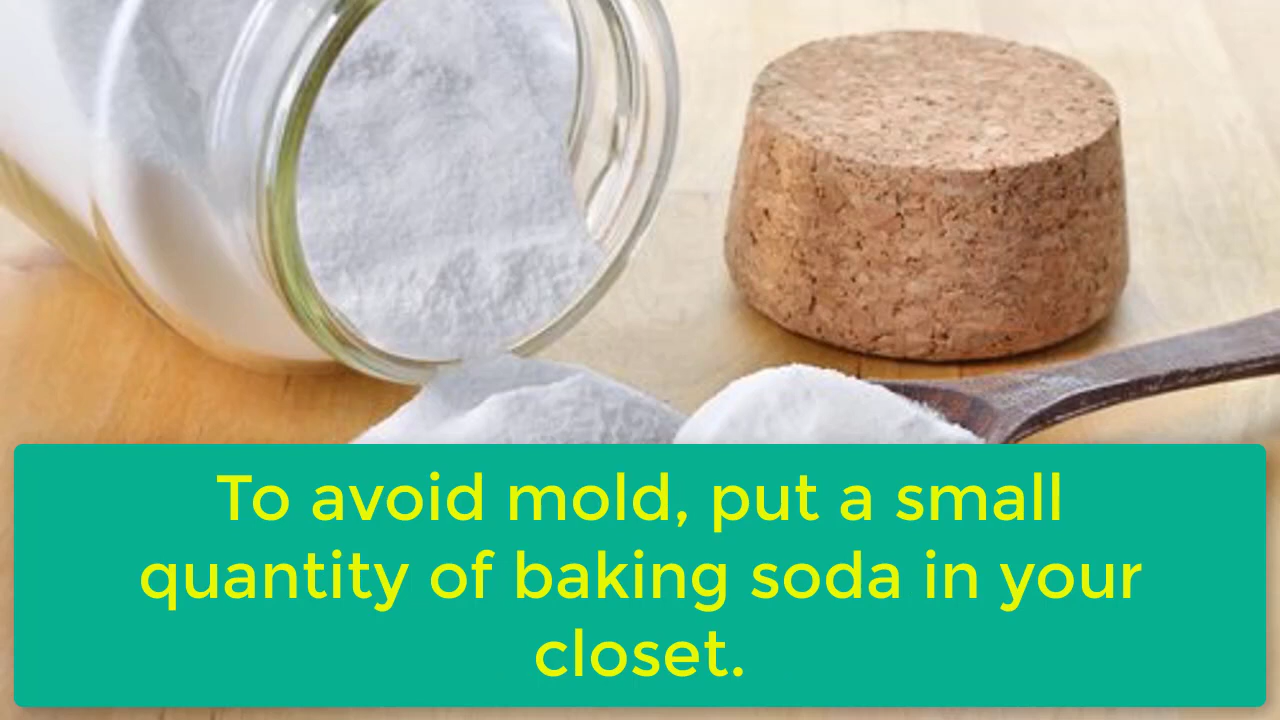 To avoid mold, put a small
quantity of baking soda in your
closet.